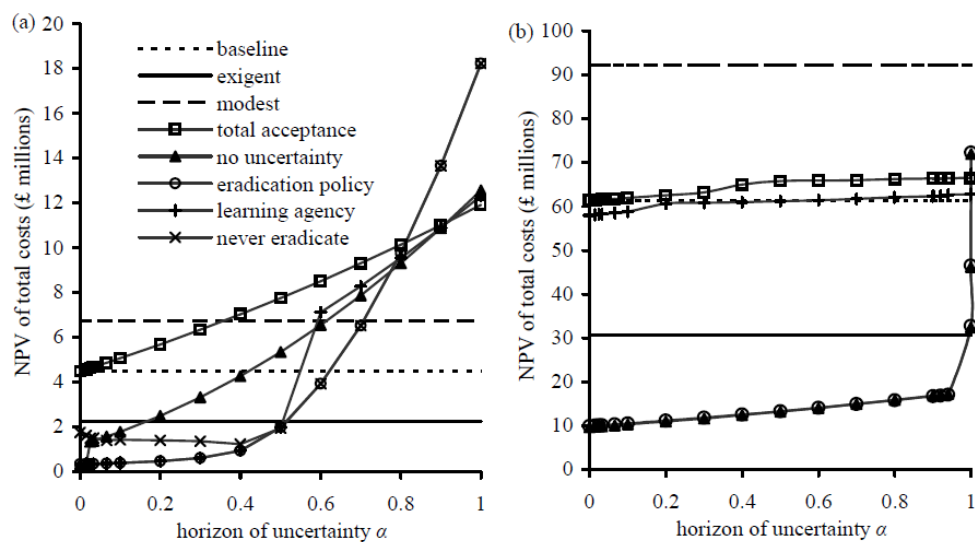 (a)
20
18
16
14
12
10
8
6
4
2
0
NPV of total costs (£ millions)
baseline
exigent
modest
total acceptance
no uncertainty
eradication policy
learning agency
never eradicate
0 0.2 0.4 0.6 0.8 1
horizon of uncertainty α
(b)
100
90
80
70
60
50
40
30
20
10
0
NPV of total costs (£ millions)
0 0.2 0.4 0.6 0.8 1
horizon of uncertainty α